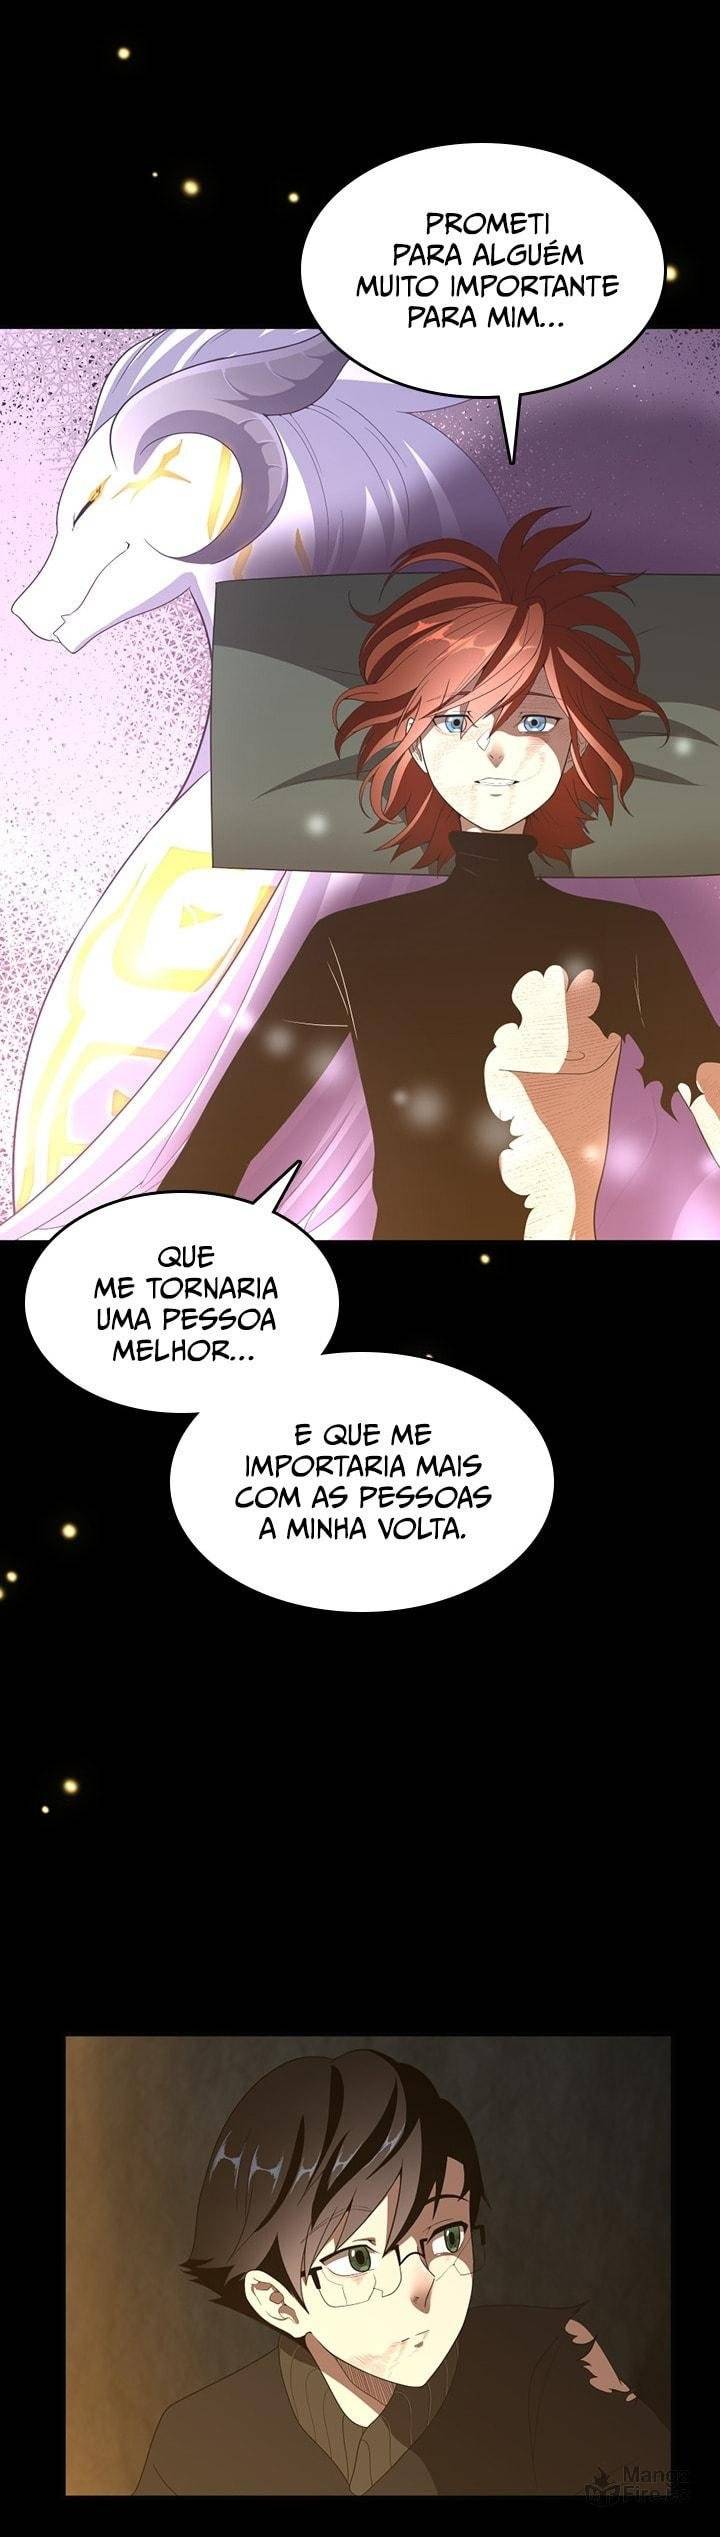 PROMETI
PARA ALGUÉM
MUITO IMPORTANTE
PARA MIM...
QUE
ME TORNARIA
UMA PESSOA
MELHOR...
E QUE ME
IMPORTARIA MAIS
COM AS PESSOAS
A MINHA VOLTA.
Manga